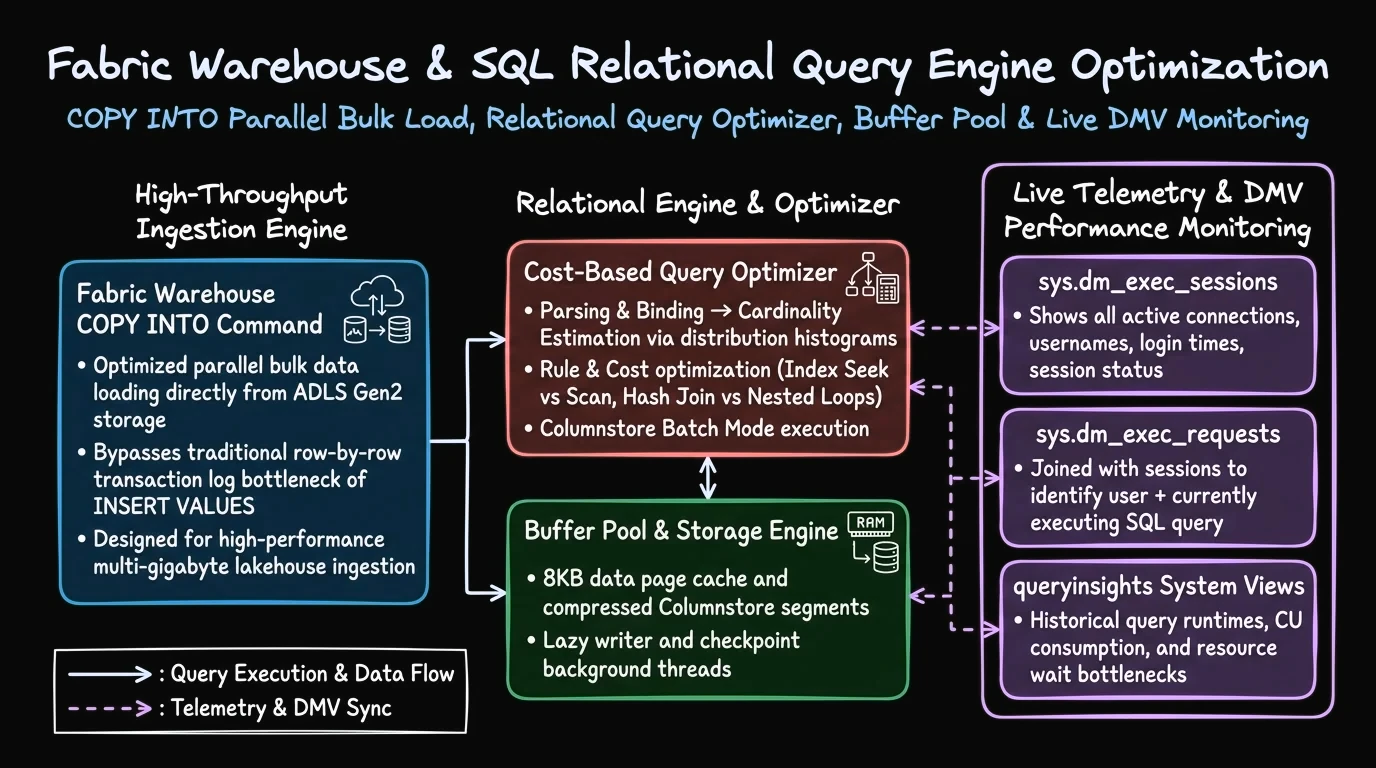 Fabric Warehouse & SQL Relational Query Engine Optimization
COPY INTO Parallel Bulk Load, Relational Query Optimizer, Buffer Pool & Live DMV Monitoring
High-Throughput
Ingestion Engine
Fabric Warehouse
COPY INTO Command
• Optimized parallel bulk data
loading directly from ADLS Gen2
storage
• Bypasses traditional row-by-row
transaction log bottleneck of
INSERT VALUES
• Designed for high-performance
multi-gigabyte lakehouse ingestion
: Query Execution & Data Flow
: Telemetry & DMV Sync
Relational Engine & Optimizer
Cost-Based Query Optimizer
• Parsing & Binding → Cardinality
Estimation via distribution histograms
• Rule & Cost optimization (Index Seek
vs Scan, Hash Join vs Nested Loops)
• Columnstore Batch Mode execution
Buffer Pool & Storage Engine
RAM
• 8KB data page cache and
compressed Columnstore segments
• Lazy writer and checkpoint
background threads
Live Telemetry & DMV
Performance Monitoring
sys.dm_exec_sessions
• Shows all active connections,
usernames, login times,
session status
sys.dm_exec_requests
• Joined with sessions to
identify user + currently
executing SQL query
queryinsights System Views
• Historical query runtimes, CU
consumption, and resource
wait bottlenecks